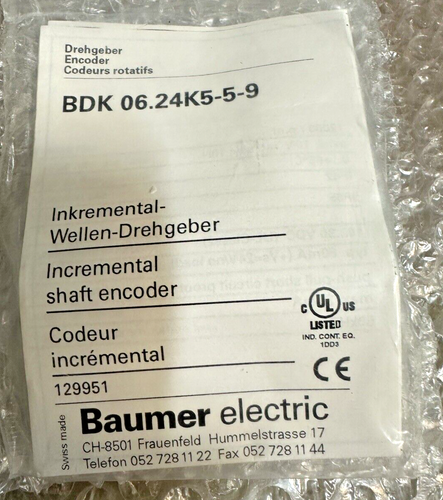 Drehgeber
Encoder
Codeurs rotatifs
BDK 06.24K5-5-9
Inkremental-
Wellen-Drehgeber
Incremental
shaft encoder
Codeur
incrémental
129951
C UL US
LISTED
IND. CONT. EQ.
1DD3
CE
Swiss made
Baumer electric
CH-8501 Frauenfeld Hummelstrasse 17
Telefon 052 728 11 22 Fax 052 728 11 44